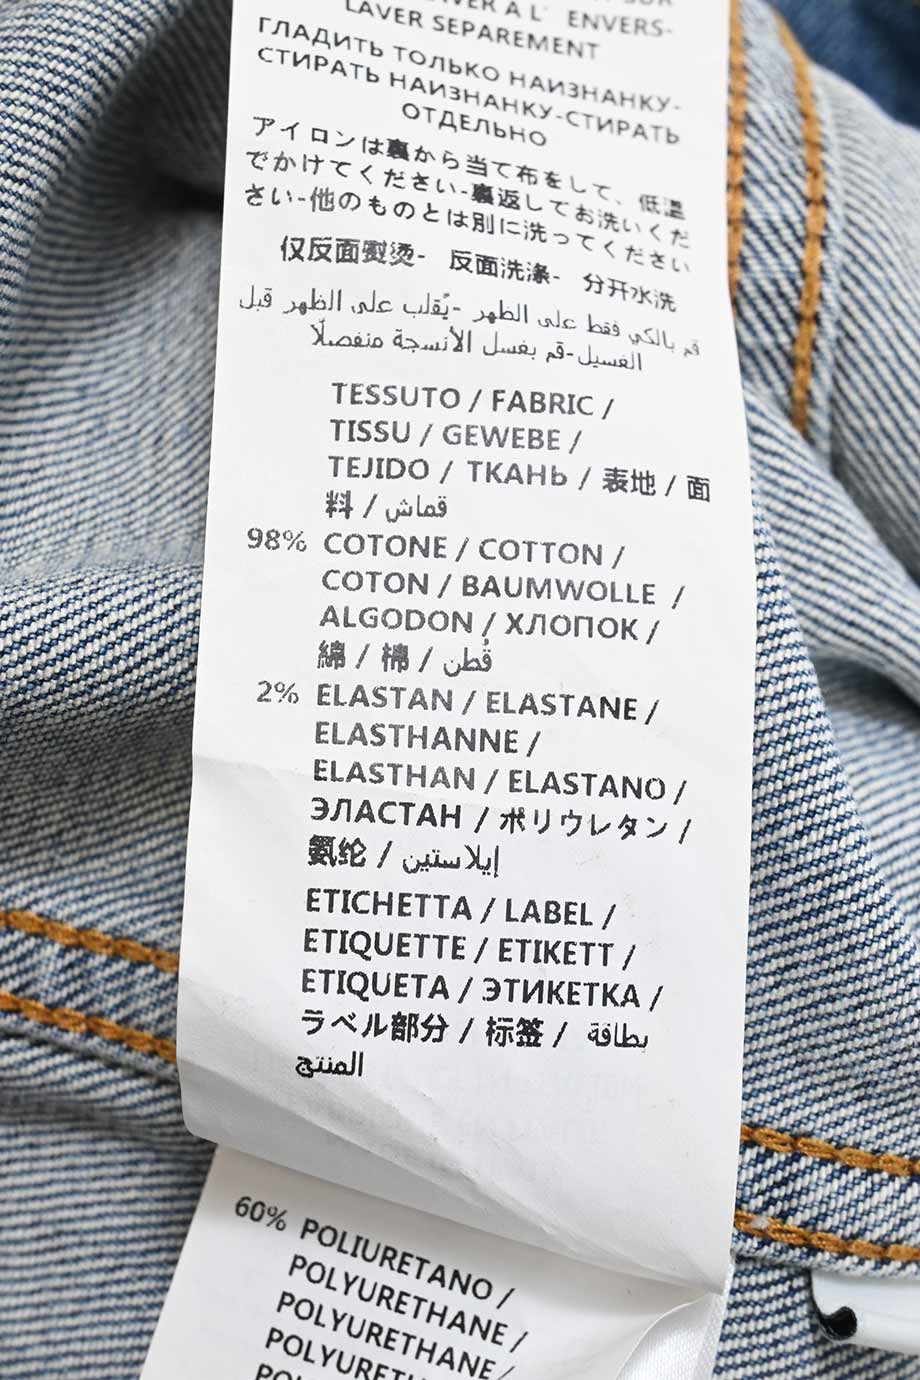 LAVER A L' ENVERS-
LAVER SEPAREMENT
ГЛАДИТЬ ТОЛЬКО НАИЗНАНКУ-
СТИРАТЬ НАИЗНАНКУ-СТИРАТЬ
ОТДЕЛЬНО
アイロンは裏から当て布をして、低温
でかけてください-裏返してお洗いくだ
さい-他のものとは別に洗ってください
仅反面熨烫- 反面洗涤- 分开水洗
قم بالكي فقط على الظهر -يًقلب على الظهر قبل
الغسيل-قم بغسل الأنسجة منفصلًا
TESSUTO / FABRIC /
TISSU / GEWEBE /
TEJIDO / ТКАНЬ / 表地 / 面
料 / قماش
98% COTONE / COTTON /
COTON / BAUMWOLLE /
ALGODON / ХЛОПОК /
綿 / 棉 / قُطن
2% ELASTAN / ELASTANE /
ELASTHANNE /
ELASTHAN / ELASTANO /
ЭЛАСТАН / ポリウレタン /
氨纶 / إيلاستين
ETICHETTA / LABEL /
ETIQUETTE / ETIKETT /
ETIQUETA / ЭТИКЕТКА /
ラベル部分 / 标签 / بطاقة
المنتج
60% POLIURETANO /
POLYURETHANE /
POLYURETHANE /
POLYURET